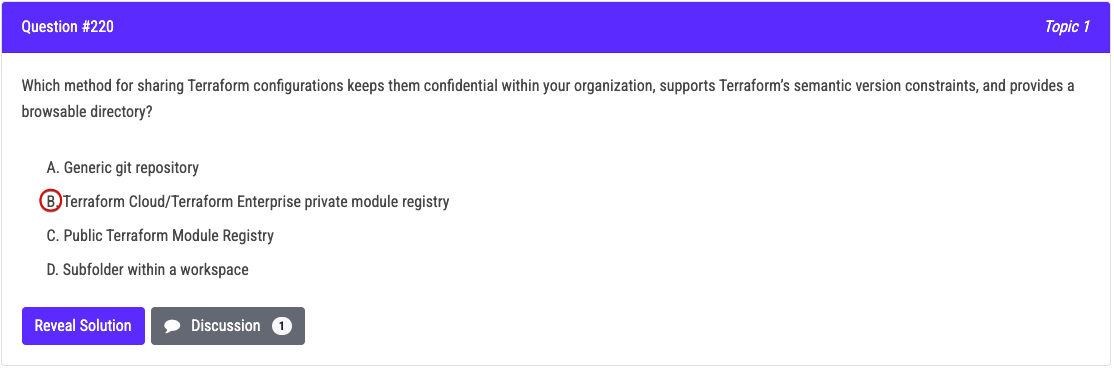 Question #220
Topic 1
Which method for sharing Terraform configurations keeps them confidential within your organization, supports Terraform's semantic version constraints, and provides a
browsable directory?
A. Generic git repository
B. Terraform Cloud/Terraform Enterprise private module registry
C. Public Terraform Module Registry
D. Subfolder within a workspace
Reveal Solution
Discussion 1